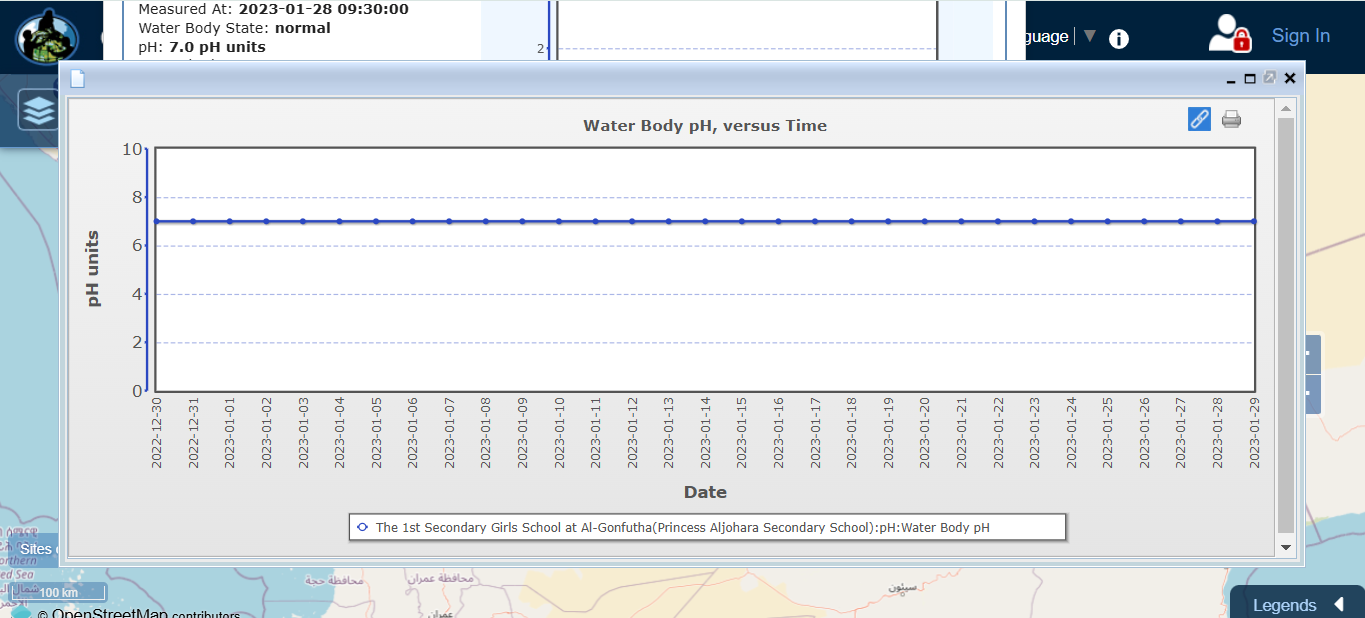 Measured At: 2023-01-28 09:30:00
Water Body State: normal
pH: 7.0 pH units
2
guage
Sign In
Water Body pH, versus Time
10
8
6
4
2
0
pH units
2022-12-30
2022-12-31
2023-01-01
2023-01-02
2023-01-03
2023-01-04
2023-01-05
2023-01-06
2023-01-07
2023-01-08
2023-01-09
2023-01-10
2023-01-11
2023-01-12
2023-01-13
2023-01-14
2023-01-15
2023-01-16
2023-01-17
2023-01-18
2023-01-19
2023-01-20
2023-01-21
2023-01-22
2023-01-23
2023-01-24
2023-01-25
2023-01-26
2023-01-27
2023-01-28
2023-01-29
Date
The 1st Secondary Girls School at Al-Gonfutha(Princess Aljohara Secondary School):pH:Water Body pH
Sites
orthern
ed Sea
100 km
© OpenStreetMap contributors
محافظة حجة
محافظة عمران
عمران
سيئون
Legends